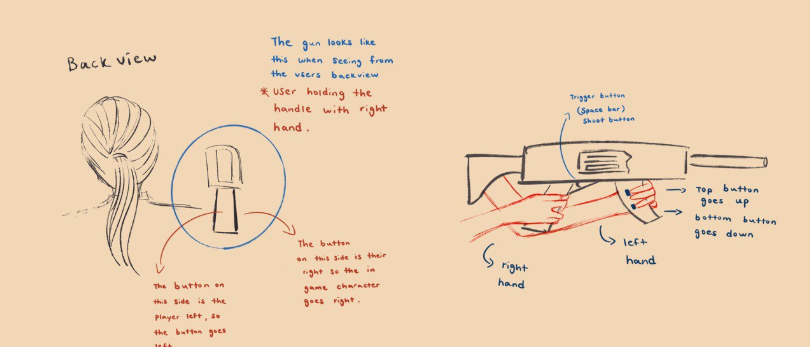 Back view
The gun looks like
this when seeing from
the users backview
* User holding the
handle with right
hand.
The button on
this side is the
player left, so
the button goes
left
The button
on this side is their
right so the in
game character
goes right.
Trigger button
(Space bar)
Shoot button
Top button
goes up
bottom button
goes down
left
hand
right
hand